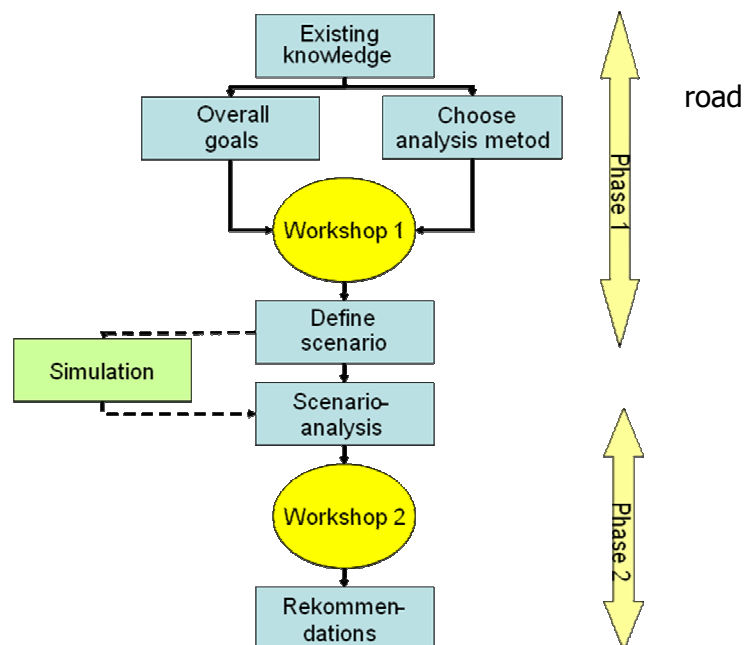 Existing
knowledge
road
Overall
goals
Choose
analysis metod
Phase 1
Workshop 1
Define
scenario
Simulation
Scenario-
analysis
Workshop 2
Phase 2
Rekommen-
dations